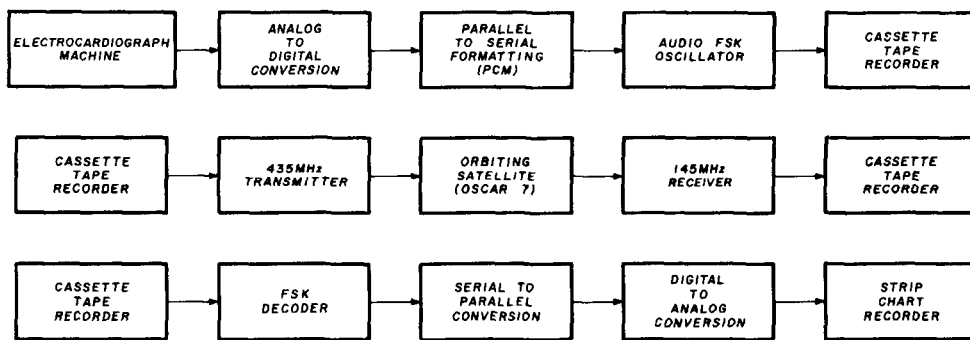 ELECTROCARDIOGRAPH
MACHINE
ANALOG
TO
DIGITAL
CONVERSION
PARALLEL
TO SERIAL
FORMATTING
(PCM)
AUDIO FSK
OSCILLATOR
CASSETTE
TAPE
RECORDER
CASSETTE
TAPE
RECORDER
435MHz
TRANSMITTER
ORBITING
SATELLITE
(OSCAR 7)
145MHz
RECEIVER
CASSETTE
TAPE
RECORDER
CASSETTE
TAPE
RECORDER
FSK
DECODER
SERIAL TO
PARALLEL
CONVERSION
DIGITAL
TO
ANALOG
CONVERSION
STRIP
CHART
RECORDER